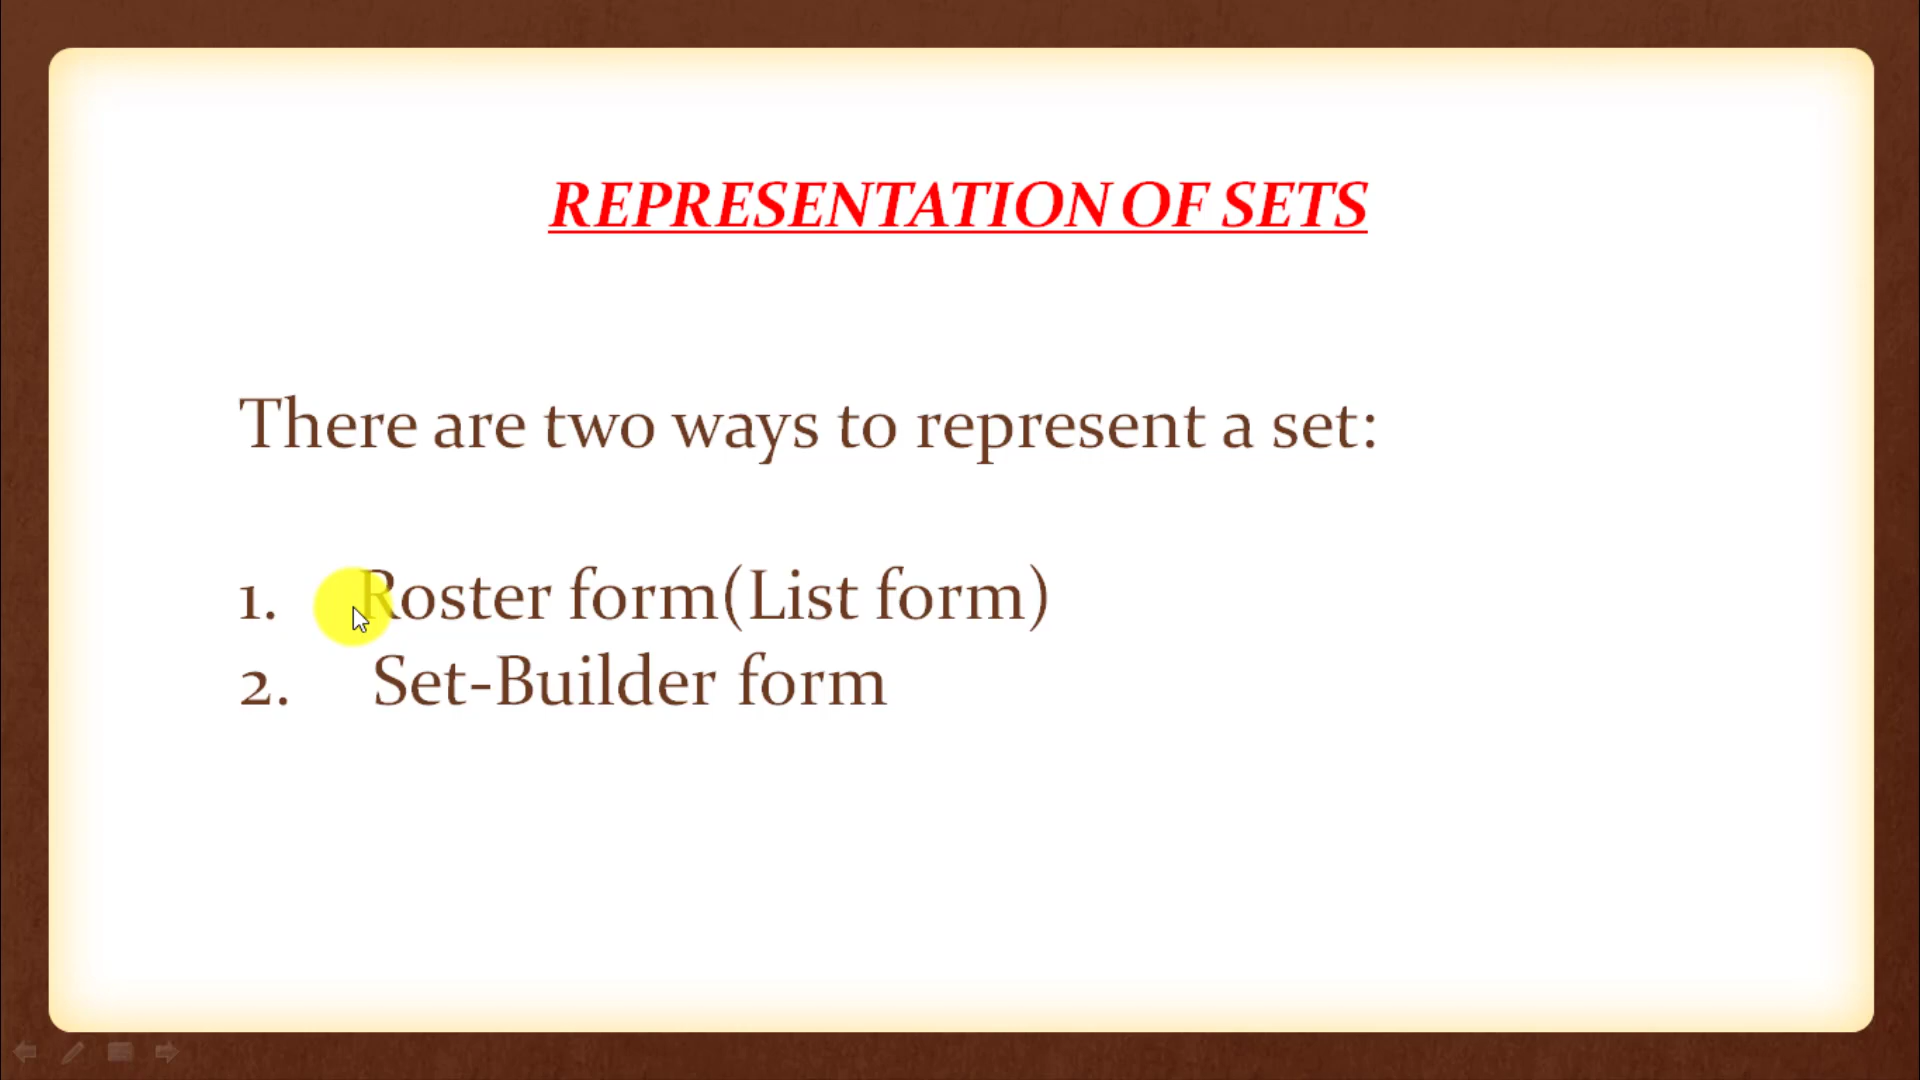 REPRESENTATION OF SETS
There are two ways to represent a set:
1. Roster form(List form)
2. Set-Builder form